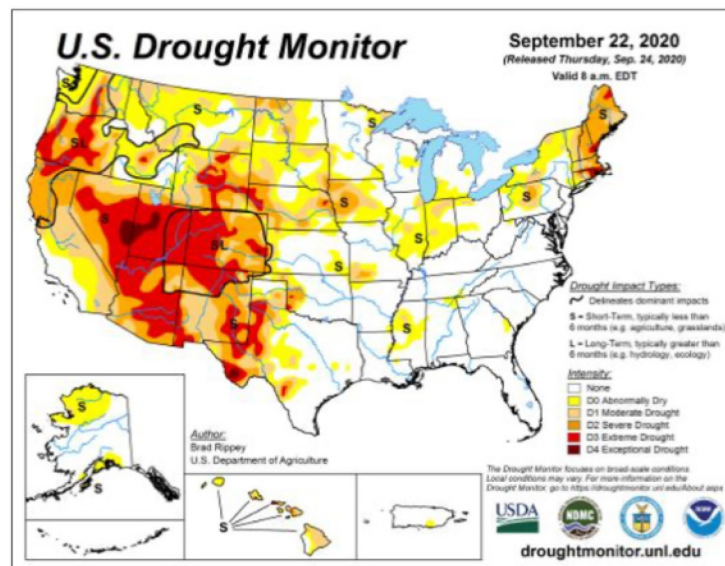 U.S. Drought Monitor
September 22, 2020
(Released Thursday, Sep. 24, 2020)
Valid 8 a.m. EDT
S
S
SL
S
S
S
S
S
S
SL
S
S
S
S
S
S
S
Drought Impact Types:
Delineates dominant impacts
S = Short-Term, typically less than
6 months (e.g. agriculture, grasslands)
L = Long-Term, typically greater than
6 months (e.g. hydrology, ecology)
Intensity:
None
D0 Abnormally Dry
D1 Moderate Drought
D2 Severe Drought
D3 Extreme Drought
D4 Exceptional Drought
Author:
Brad Rippey
U.S. Department of Agriculture
The Drought Monitor focuses on broad-scale conditions.
Local conditions may vary. For more information on the
Drought Monitor, go to https://droughtmonitor.unl.edu/About.aspx
USDA
NDMC
NOAA
droughtmonitor.unl.edu